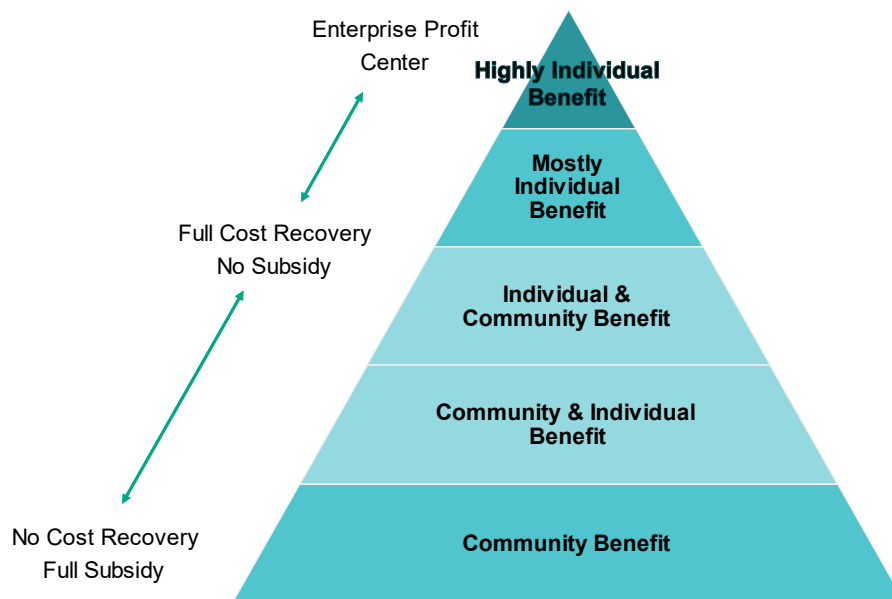 Enterprise Profit
Center
Highly Individual
Benefit
Mostly
Individual
Benefit
Full Cost Recovery
No Subsidy
Individual &
Community Benefit
Community & Individual
Benefit
No Cost Recovery
Full Subsidy
Community Benefit